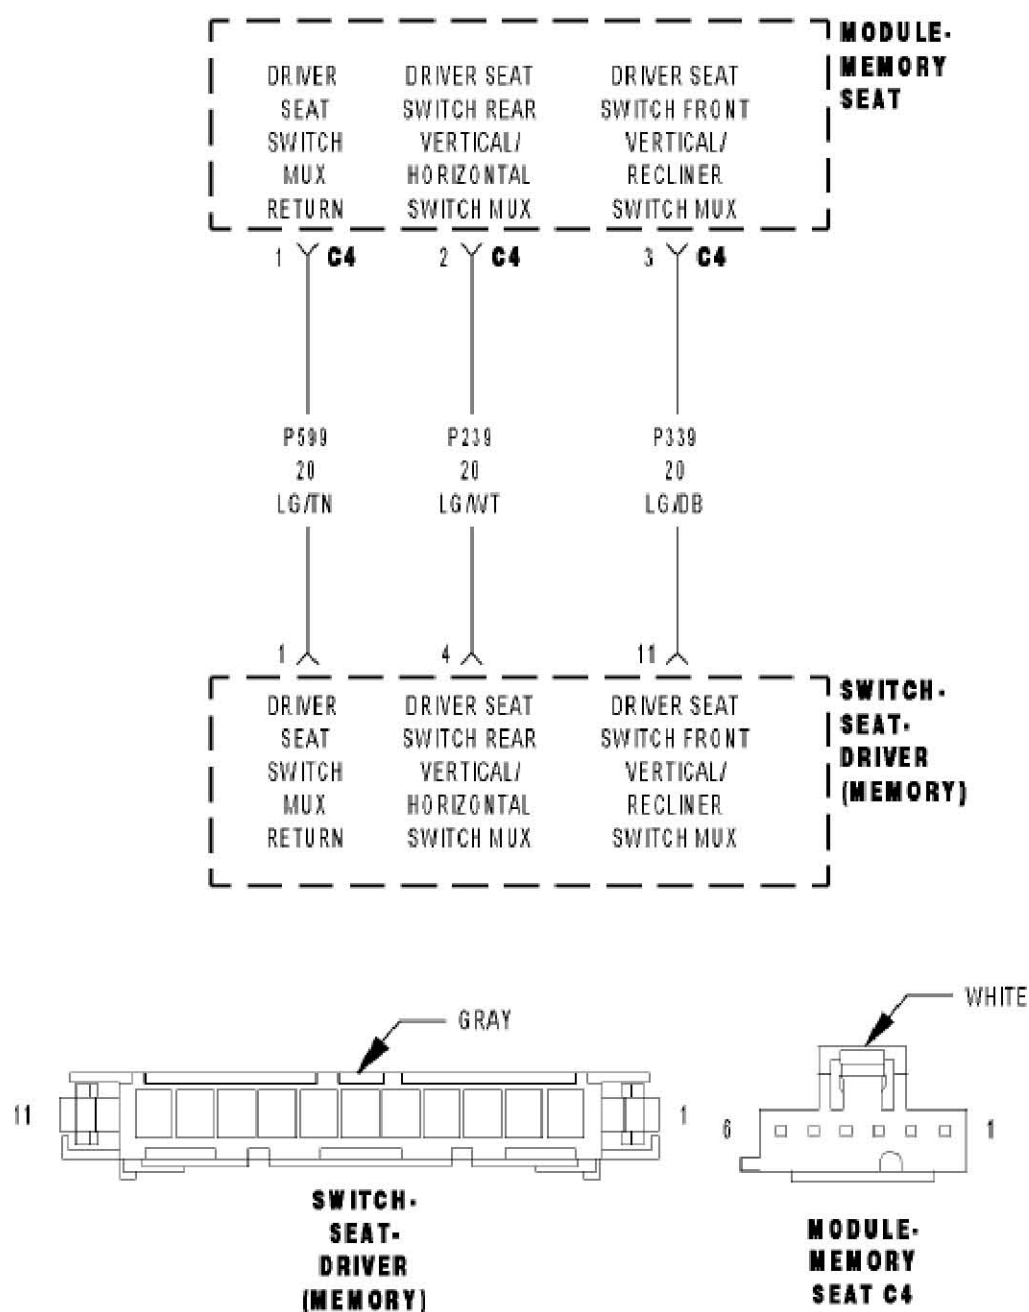 MODULE-
MEMORY
SEAT
DRIVER
SEAT
SWITCH
MUX
RETURN
DRIVER SEAT
SWITCH REAR
VERTICAL/
HORIZONTAL
SWITCH MUX
DRIVER SEAT
SWITCH FRONT
VERTICAL/
RECLINER
SWITCH MUX
1 C4
2 C4
3 C4
P599
20
LG/TN
P239
20
LG/WT
P339
20
LG/DB
1
4
11
SWITCH-
SEAT-
DRIVER
(MEMORY)
DRIVER
SEAT
SWITCH
MUX
RETURN
DRIVER SEAT
SWITCH REAR
VERTICAL/
HORIZONTAL
SWITCH MUX
DRIVER SEAT
SWITCH FRONT
VERTICAL/
RECLINER
SWITCH MUX
GRAY
11
1
SWITCH-
SEAT-
DRIVER
(MEMORY)
WHITE
6
1
MODULE-
MEMORY
SEAT C4